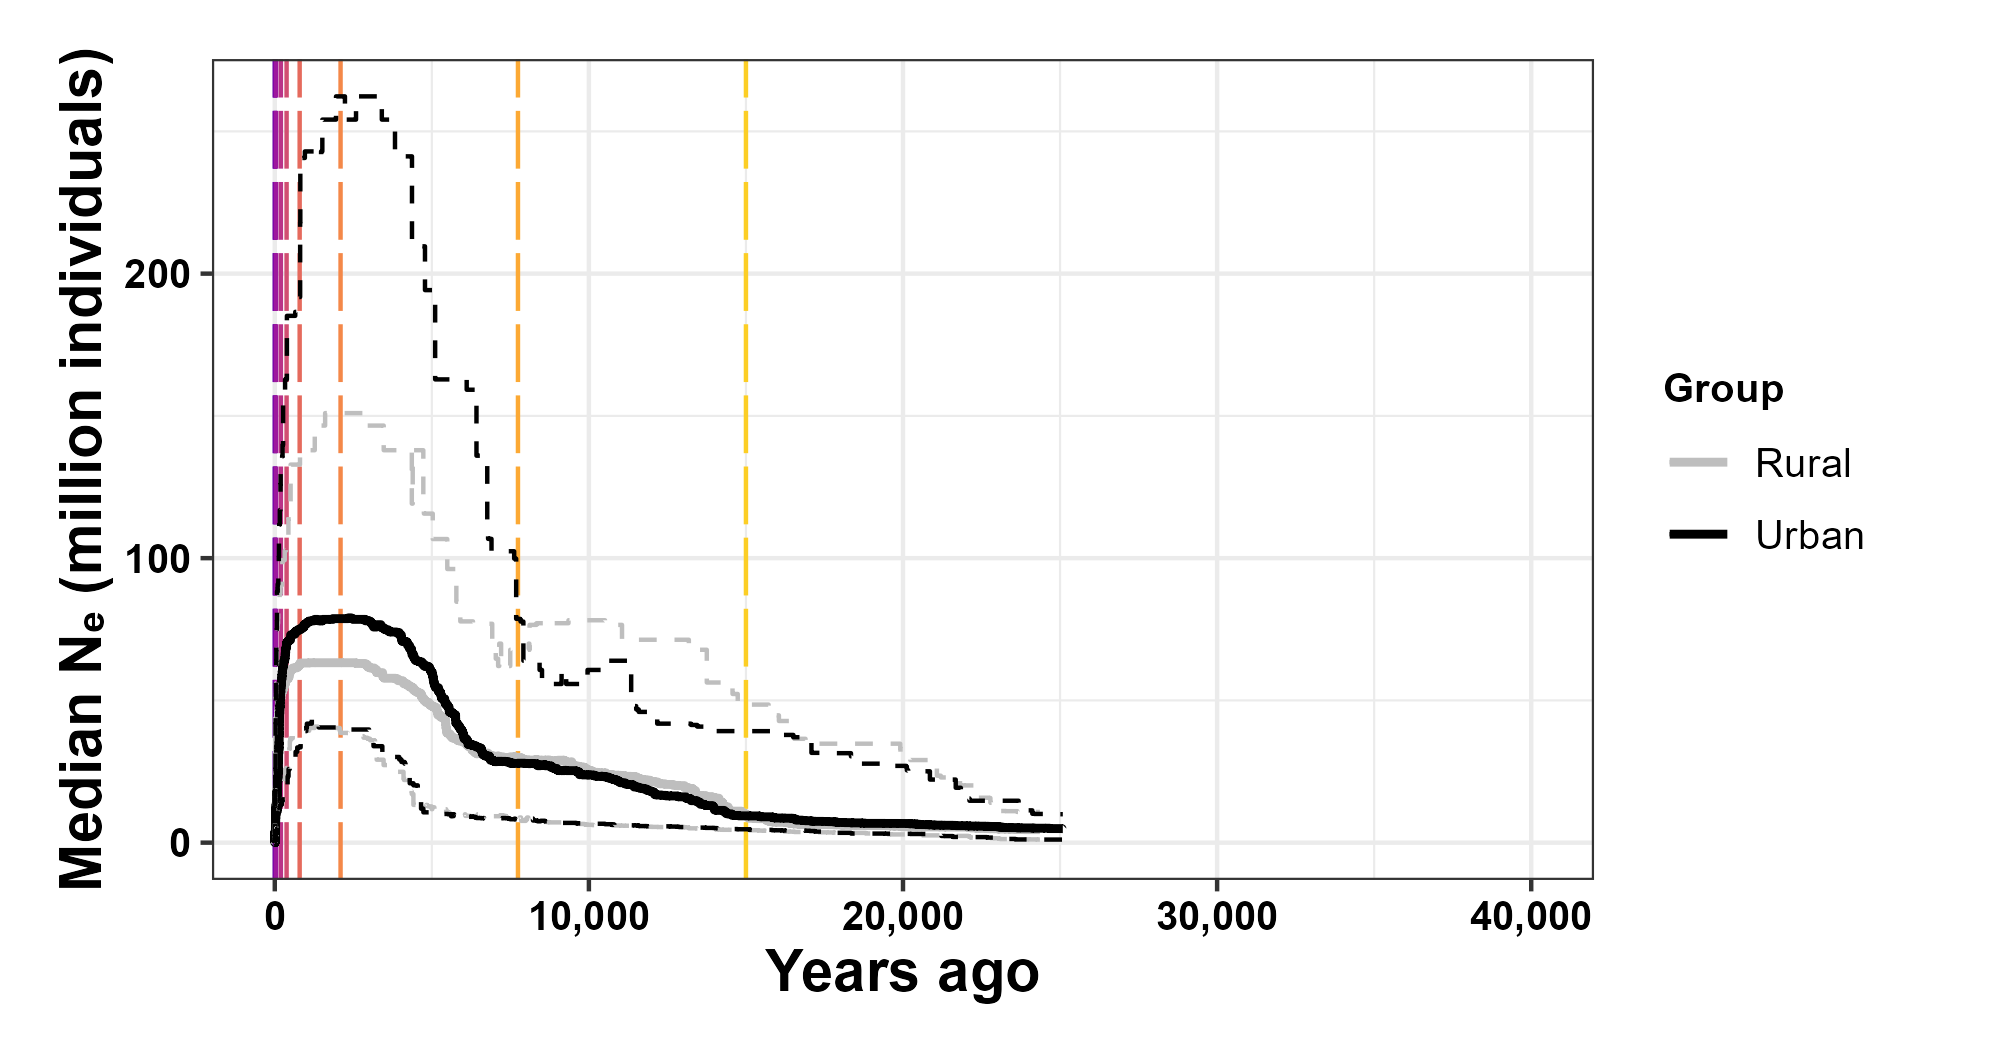 Median Ne (million individuals)
200
100
0
0
10,000
20,000
30,000
40,000
Years ago
Group
Rural
Urban